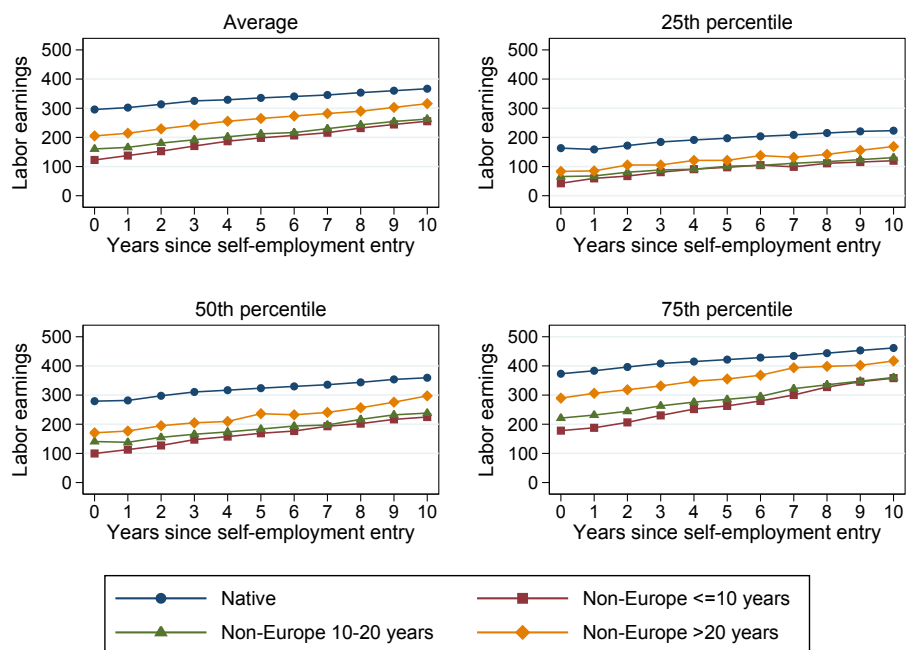 Average
25th percentile
500
400
300
200
100
0
Labor earnings
0 1 2 3 4 5 6 7 8 9 10
Years since self-employment entry
500
400
300
200
100
0
Labor earnings
0 1 2 3 4 5 6 7 8 9 10
Years since self-employment entry
50th percentile
75th percentile
500
400
300
200
100
0
Labor earnings
0 1 2 3 4 5 6 7 8 9 10
Years since self-employment entry
500
400
300
200
100
0
Labor earnings
0 1 2 3 4 5 6 7 8 9 10
Years since self-employment entry
Native
Non-Europe <=10 years
Non-Europe 10-20 years
Non-Europe >20 years